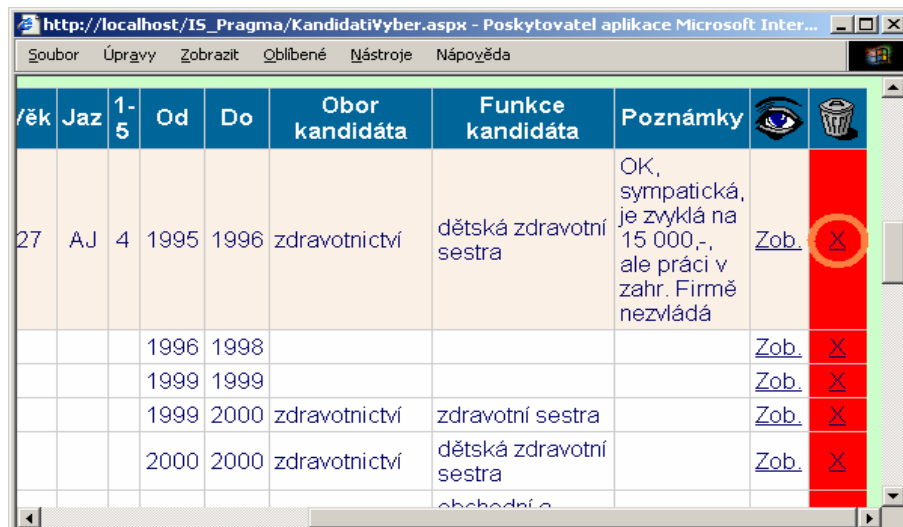 http://localhost/IS_Pragma/KandidatiVyber.aspx - Poskytovatel aplikace Microsoft Inter...
Soubor Úpravy Zobrazit Oblíbené Nástroje Nápověda
Věk Jaz 1-5 Od Do Obor kandidáta Funkce kandidáta Poznámky
27 AJ 4 1995 1996 zdravotnictví dětská zdravotní sestra OK, sympatická, je zvyklá na 15 000,-, ale práci v zahr. Firmě nezvládá Zob. X
1996 1998 Zob. X
1999 1999 Zob. X
1999 2000 zdravotnictví zdravotní sestra Zob. X
2000 2000 zdravotnictví dětská zdravotní sestra Zob. X